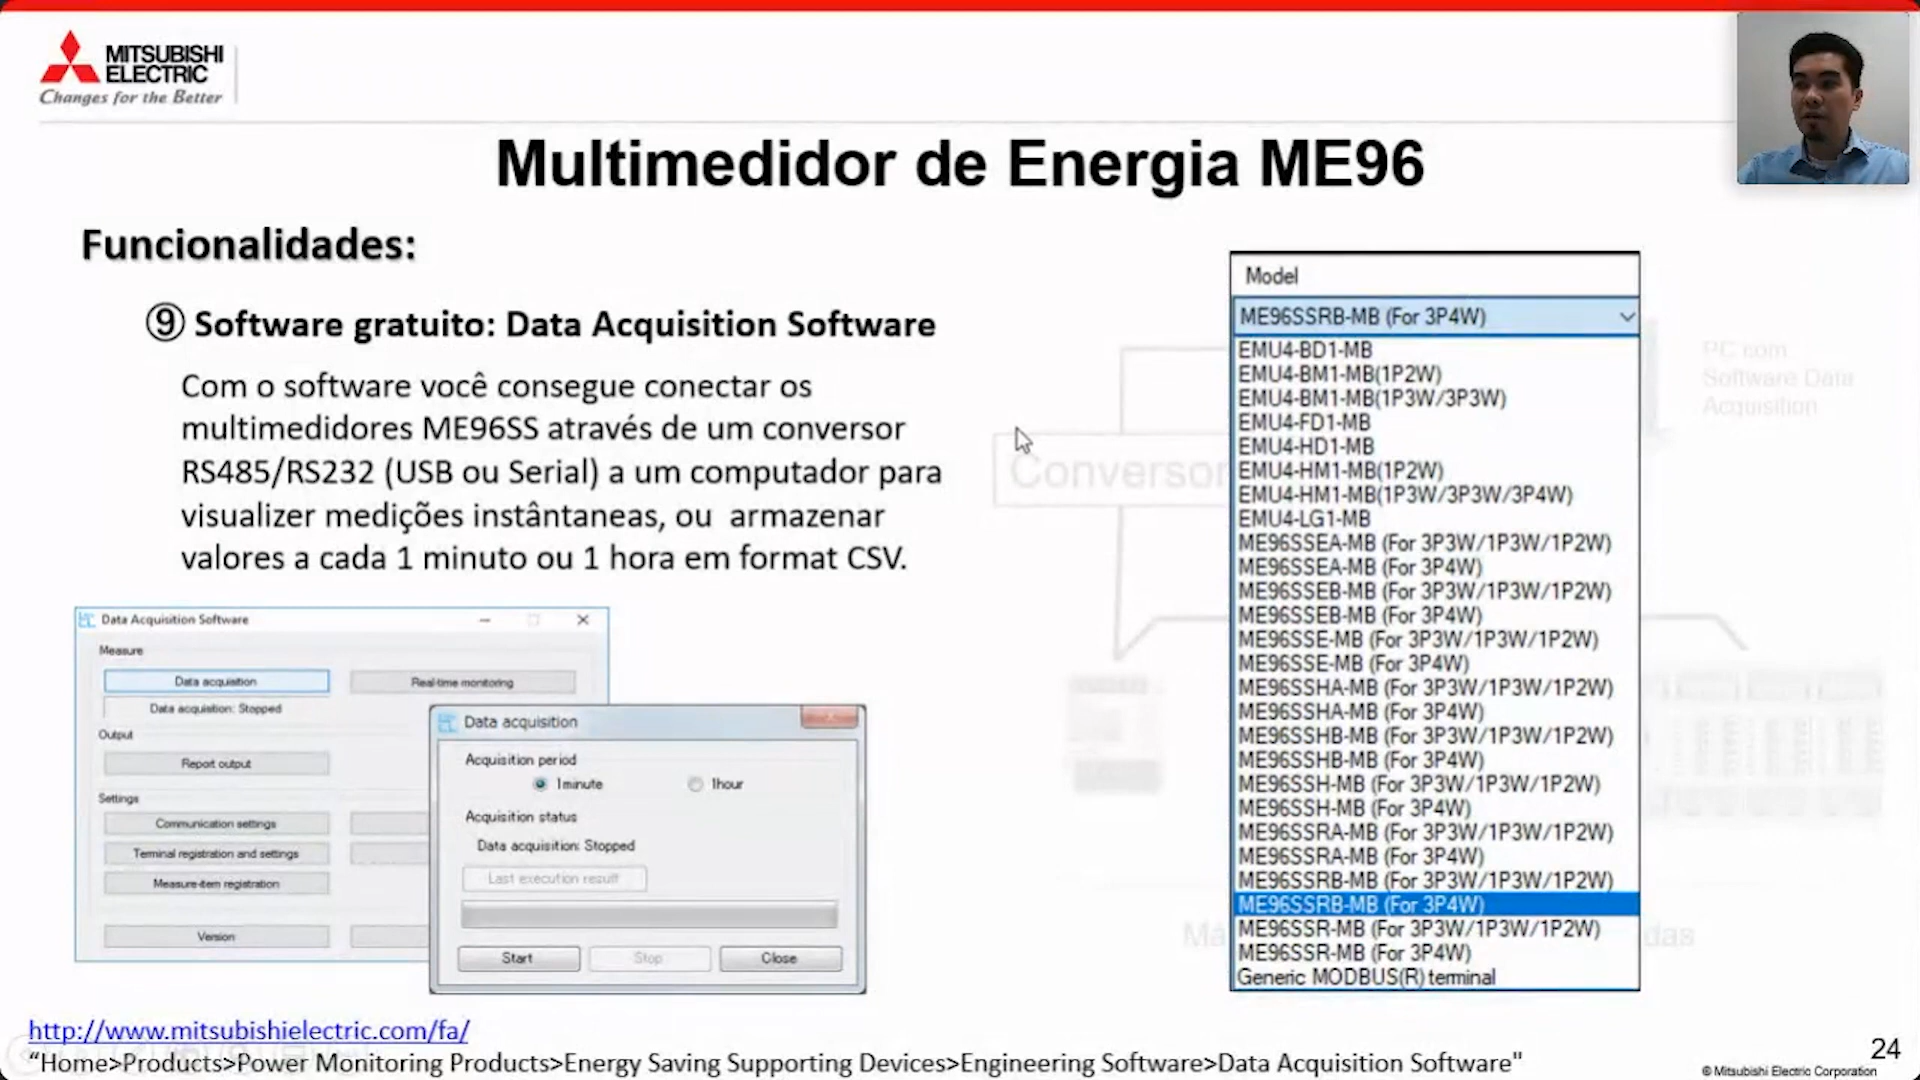 MITSUBISHI
ELECTRIC
Changes for the Better
Multimedidor de Energia ME96
Funcionalidades:
⑨ Software gratuito: Data Acquisition Software
Com o software você consegue conectar os
multimedidores ME96SS através de um conversor
RS485/RS232 (USB ou Serial) a um computador para
visualizer medições instântaneas, ou armazenar
valores a cada 1 minuto ou 1 hora em format CSV.
Data Acquisition Software
Measure
Data acquisition
Real-time monitoring
Data acquisition: Stopped
Output
Report output
Settings
Communication settings
Terminal registration and settings
Measure-item registration
Version
Data acquisition
Acquisition period
1minute
1hour
Acquisition status
Data acquisition: Stopped
Last execution result
Start
Stop
Close
Conversor
PC com
Software Data
Acquisition
Model
ME96SSRB-MB (For 3P4W)
EMU4-BD1-MB
EMU4-BM1-MB(1P2W)
EMU4-BM1-MB(1P3W/3P3W)
EMU4-FD1-MB
EMU4-HD1-MB
EMU4-HM1-MB(1P2W)
EMU4-HM1-MB(1P3W/3P3W/3P4W)
EMU4-LG1-MB
ME96SSEA-MB (For 3P3W/1P3W/1P2W)
ME96SSEA-MB (For 3P4W)
ME96SSEB-MB (For 3P3W/1P3W/1P2W)
ME96SSEB-MB (For 3P4W)
ME96SSE-MB (For 3P3W/1P3W/1P2W)
ME96SSE-MB (For 3P4W)
ME96SSHA-MB (For 3P3W/1P3W/1P2W)
ME96SSHA-MB (For 3P4W)
ME96SSHB-MB (For 3P3W/1P3W/1P2W)
ME96SSHB-MB (For 3P4W)
ME96SSH-MB (For 3P3W/1P3W/1P2W)
ME96SSH-MB (For 3P4W)
ME96SSRA-MB (For 3P3W/1P3W/1P2W)
ME96SSRA-MB (For 3P4W)
ME96SSRB-MB (For 3P3W/1P3W/1P2W)
ME96SSRB-MB (For 3P4W)
ME96SSR-MB (For 3P3W/1P3W/1P2W)
ME96SSR-MB (For 3P4W)
Generic MODBUS(R) terminal
http://www.mitsubishielectric.com/fa/
“Home>Products>Power Monitoring Products>Energy Saving Supporting Devices>Engineering Software>Data Acquisition Software"
24
© Mitsubishi Electric Corporation